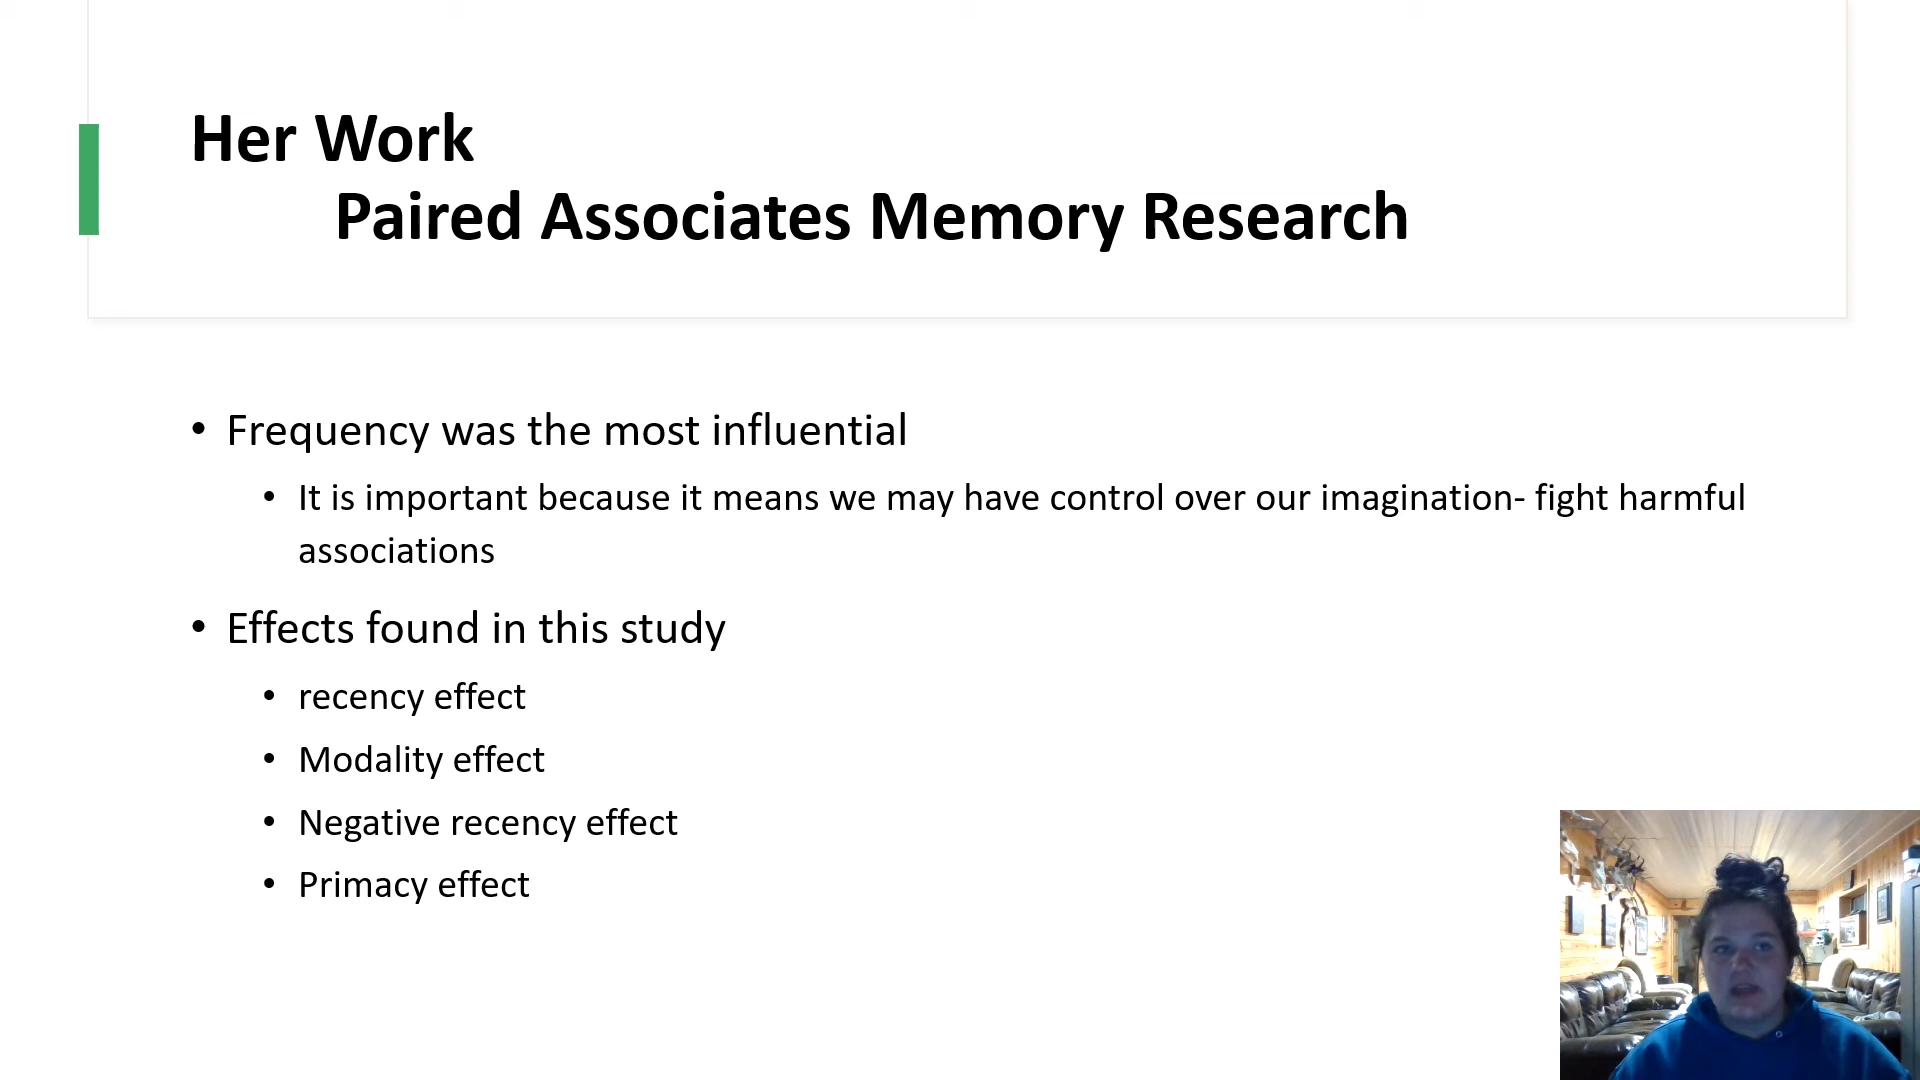 Her Work
Paired Associates Memory Research
• Frequency was the most influential
• It is important because it means we may have control over our imagination- fight harmful
associations
• Effects found in this study
• recency effect
• Modality effect
• Negative recency effect
• Primacy effect